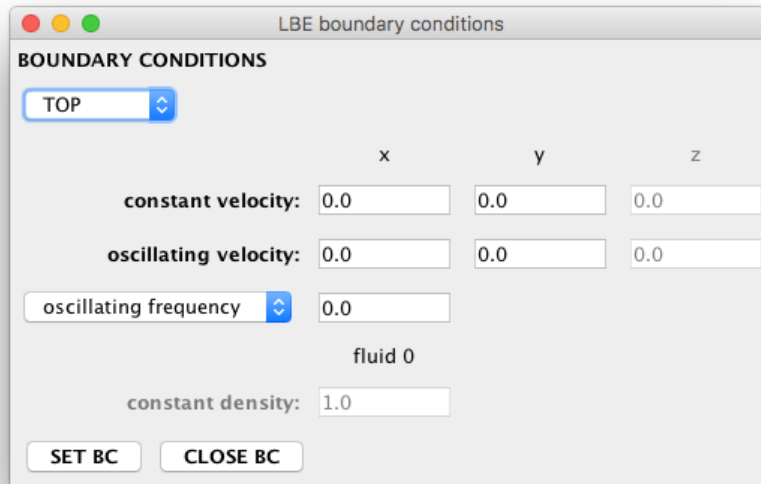 LBE boundary conditions
BOUNDARY CONDITIONS
TOP
x y z
constant velocity: 0.0 0.0 0.0
oscillating velocity: 0.0 0.0 0.0
oscillating frequency 0.0
fluid 0
constant density: 1.0
SET BC CLOSE BC